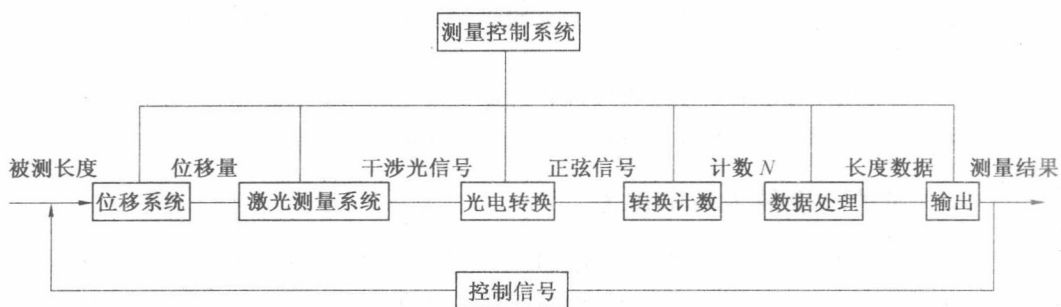 测量控制系统
被测长度 位移量 干涉光信号 正弦信号 计数 N 长度数据 测量结果
位移系统 激光测量系统 光电转换 转换计数 数据处理 输出
控制信号